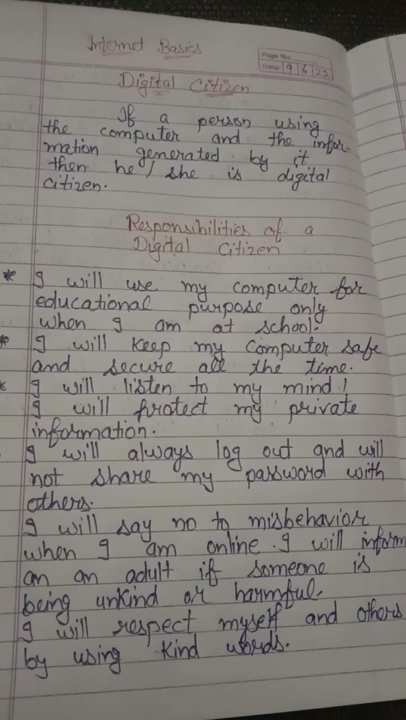 Internet Basics
Page No.
Date: 9 6 23
Digital Citizen
If a person using
the computer and the infor-
mation generated by it
then he / she is digital
citizen.
Responsibilities of a
Digital Citizen
* I will use my computer for
educational purpose only
when I am at school.
* I will keep my computer safe
and secure all the time.
* I will listen to my mind!
I will protect my private
information.
I will always log out and will
not share my password with
others.
I will say no to misbehavior
when I am online. I will inform
an an adult if someone is
being unkind or harmful.
I will respect myself and others
by using kind words.